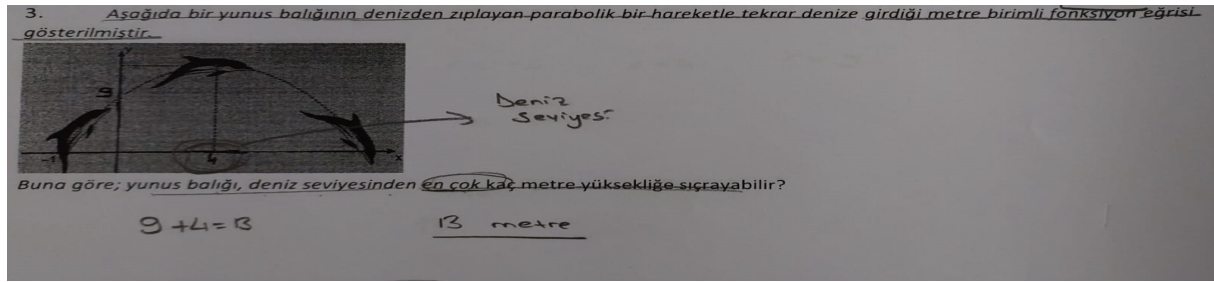 3. Aşağıda bir yunus balığının denizden zıplayan parabolik bir hareketle tekrar denize girdiği metre birimli fonksiyon eğrisi
gösterilmiştir.
y
9
Deniz
seviyesi
-1 4 x
Buna göre; yunus balığı, deniz seviyesinden en çok kaç metre yüksekliğe sıçrayabilir?
9+4=13 13 metre